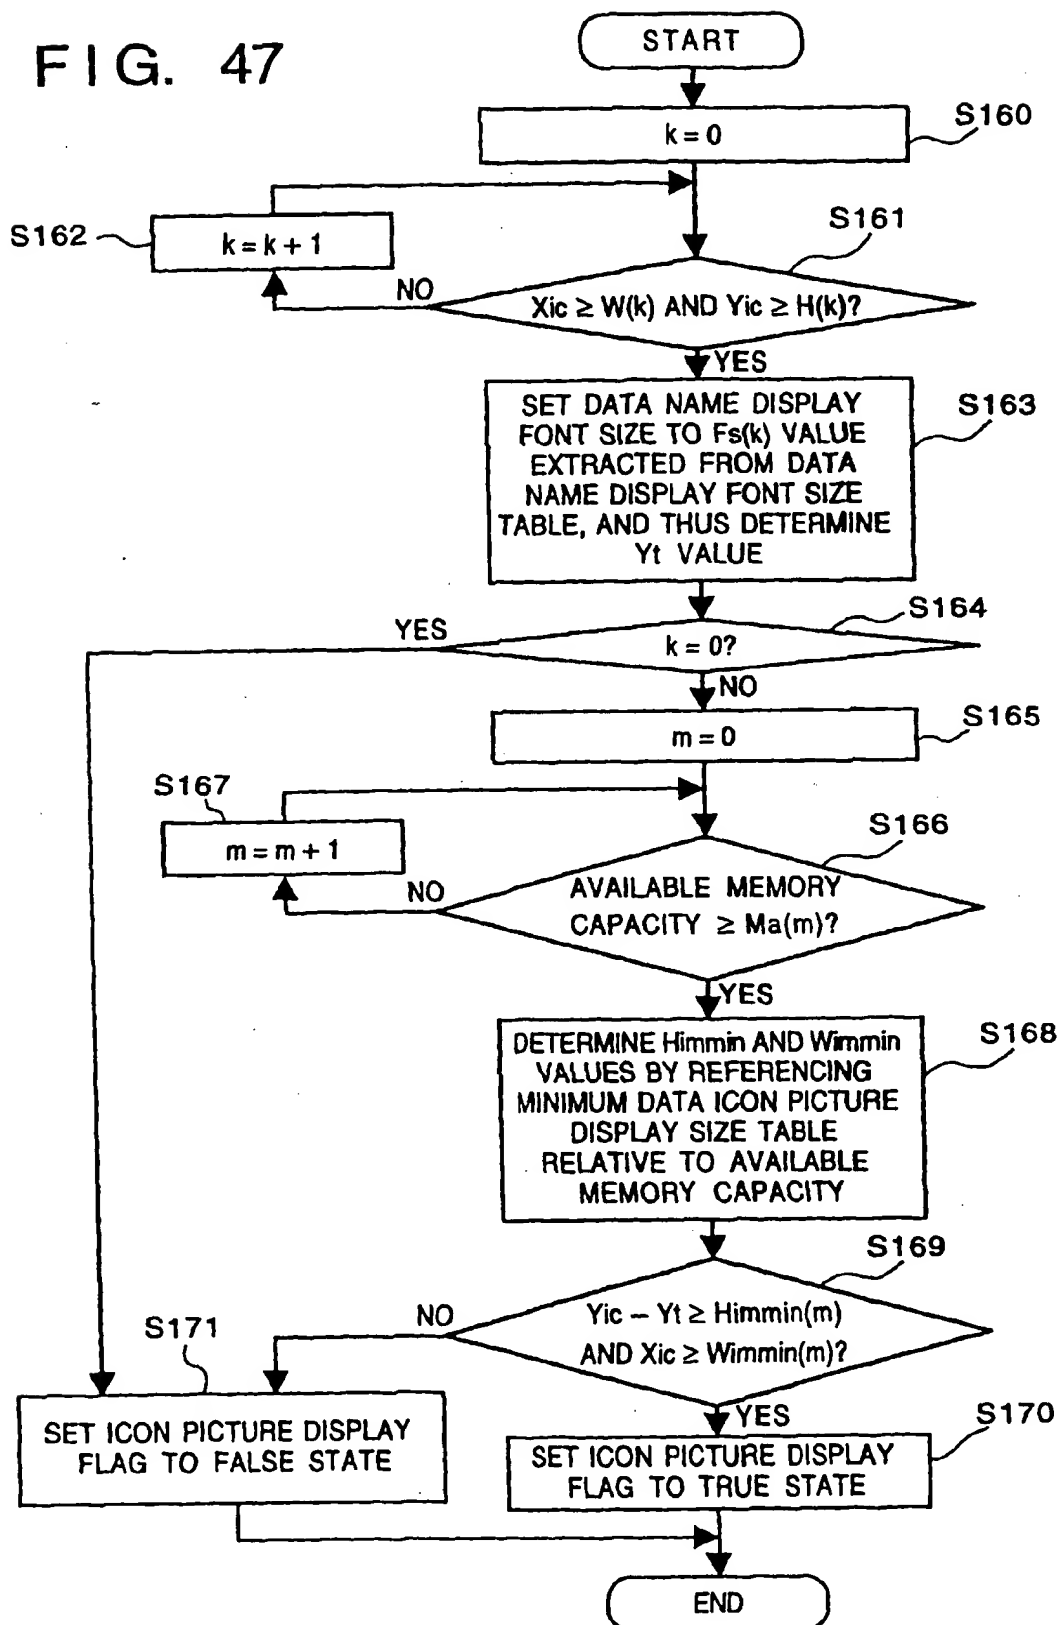 FIG. 47
START
k = 0
S160
S162
k = k + 1
S161
NO
Xic ≥ W(k) AND Yic ≥ H(k)?
YES
SET DATA NAME DISPLAY
FONT SIZE TO Fs(k) VALUE
EXTRACTED FROM DATA
NAME DISPLAY FONT SIZE
TABLE, AND THUS DETERMINE
Yt VALUE
S163
S164
YES
k = 0?
NO
S165
m = 0
S167
m = m + 1
S166
NO
AVAILABLE MEMORY
CAPACITY ≥ Ma(m)?
YES
DETERMINE Himmin AND Wimmin
VALUES BY REFERENCING
MINIMUM DATA ICON PICTURE
DISPLAY SIZE TABLE
RELATIVE TO AVAILABLE
MEMORY CAPACITY
S168
S169
NO
Yic – Yt ≥ Himmin(m)
AND Xic ≥ Wimmin(m)?
S171
YES
S170
SET ICON PICTURE DISPLAY
FLAG TO FALSE STATE
SET ICON PICTURE DISPLAY
FLAG TO TRUE STATE
END